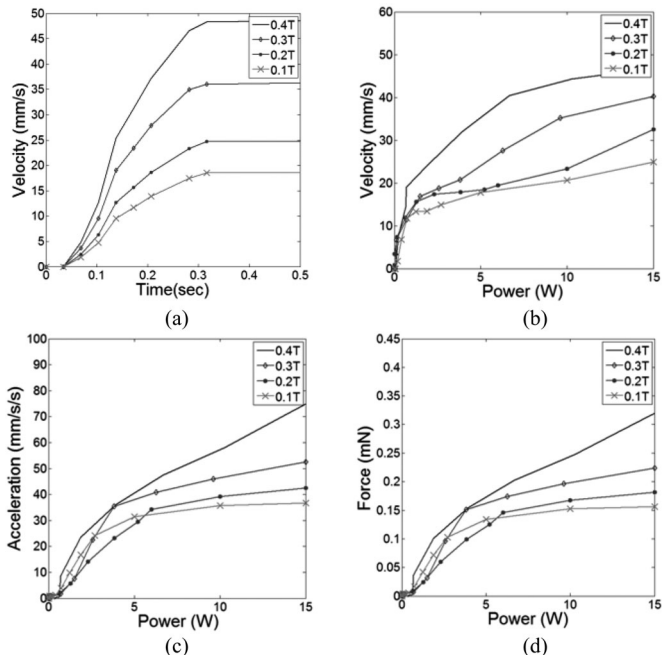 50
45
40
35
30
25
20
15
10
5
0
Velocity (mm/s)
0.4T
0.3T
0.2T
0.1T
0
0.1
0.2
0.3
0.4
0.5
Time(sec)
(a)
60
50
40
30
20
10
0
Velocity (mm/s)
0.4T
0.3T
0.2T
0.1T
0
5
10
15
Power (W)
(b)
100
90
80
70
60
50
40
30
20
10
0
Acceleration (mm/s/s)
0.4T
0.3T
0.2T
0.1T
0
5
10
15
Power (W)
(c)
0.45
0.4
0.35
0.3
0.25
0.2
0.15
0.1
0.05
0
Force (mN)
0.4T
0.3T
0.2T
0.1T
0
5
10
15
Power (W)
(d)